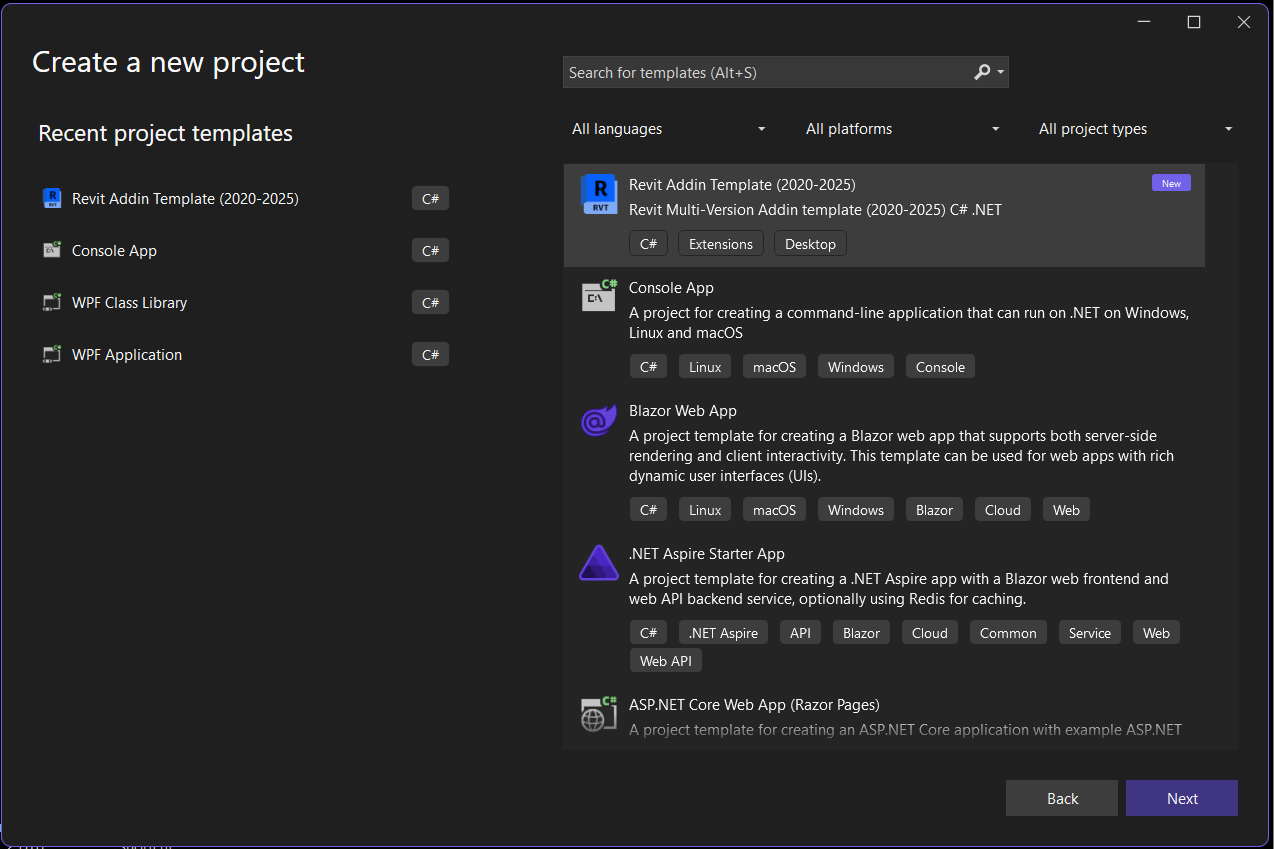 Create a new project
Search for templates (Alt+S)
Recent project templates
All languages
All platforms
All project types
Revit Addin Template (2020-2025)
C#
Console App
C#
WPF Class Library
C#
WPF Application
C#
Revit Addin Template (2020-2025)
New
Revit Multi-Version Addin template (2020-2025) C# .NET
C# Extensions Desktop
Console App
A project for creating a command-line application that can run on .NET on Windows,
Linux and macOS
C# Linux macOS Windows Console
Blazor Web App
A project template for creating a Blazor web app that supports both server-side
rendering and client interactivity. This template can be used for web apps with rich
dynamic user interfaces (UIs).
C# Linux macOS Windows Blazor Cloud Web
.NET Aspire Starter App
A project template for creating a .NET Aspire app with a Blazor web frontend and
web API backend service, optionally using Redis for caching.
C# .NET Aspire API Blazor Cloud Common Service Web
Web API
ASP.NET Core Web App (Razor Pages)
A project template for creating an ASP.NET Core application with example ASP.NET
Back
Next
R
RVT
C#
C:\
C#